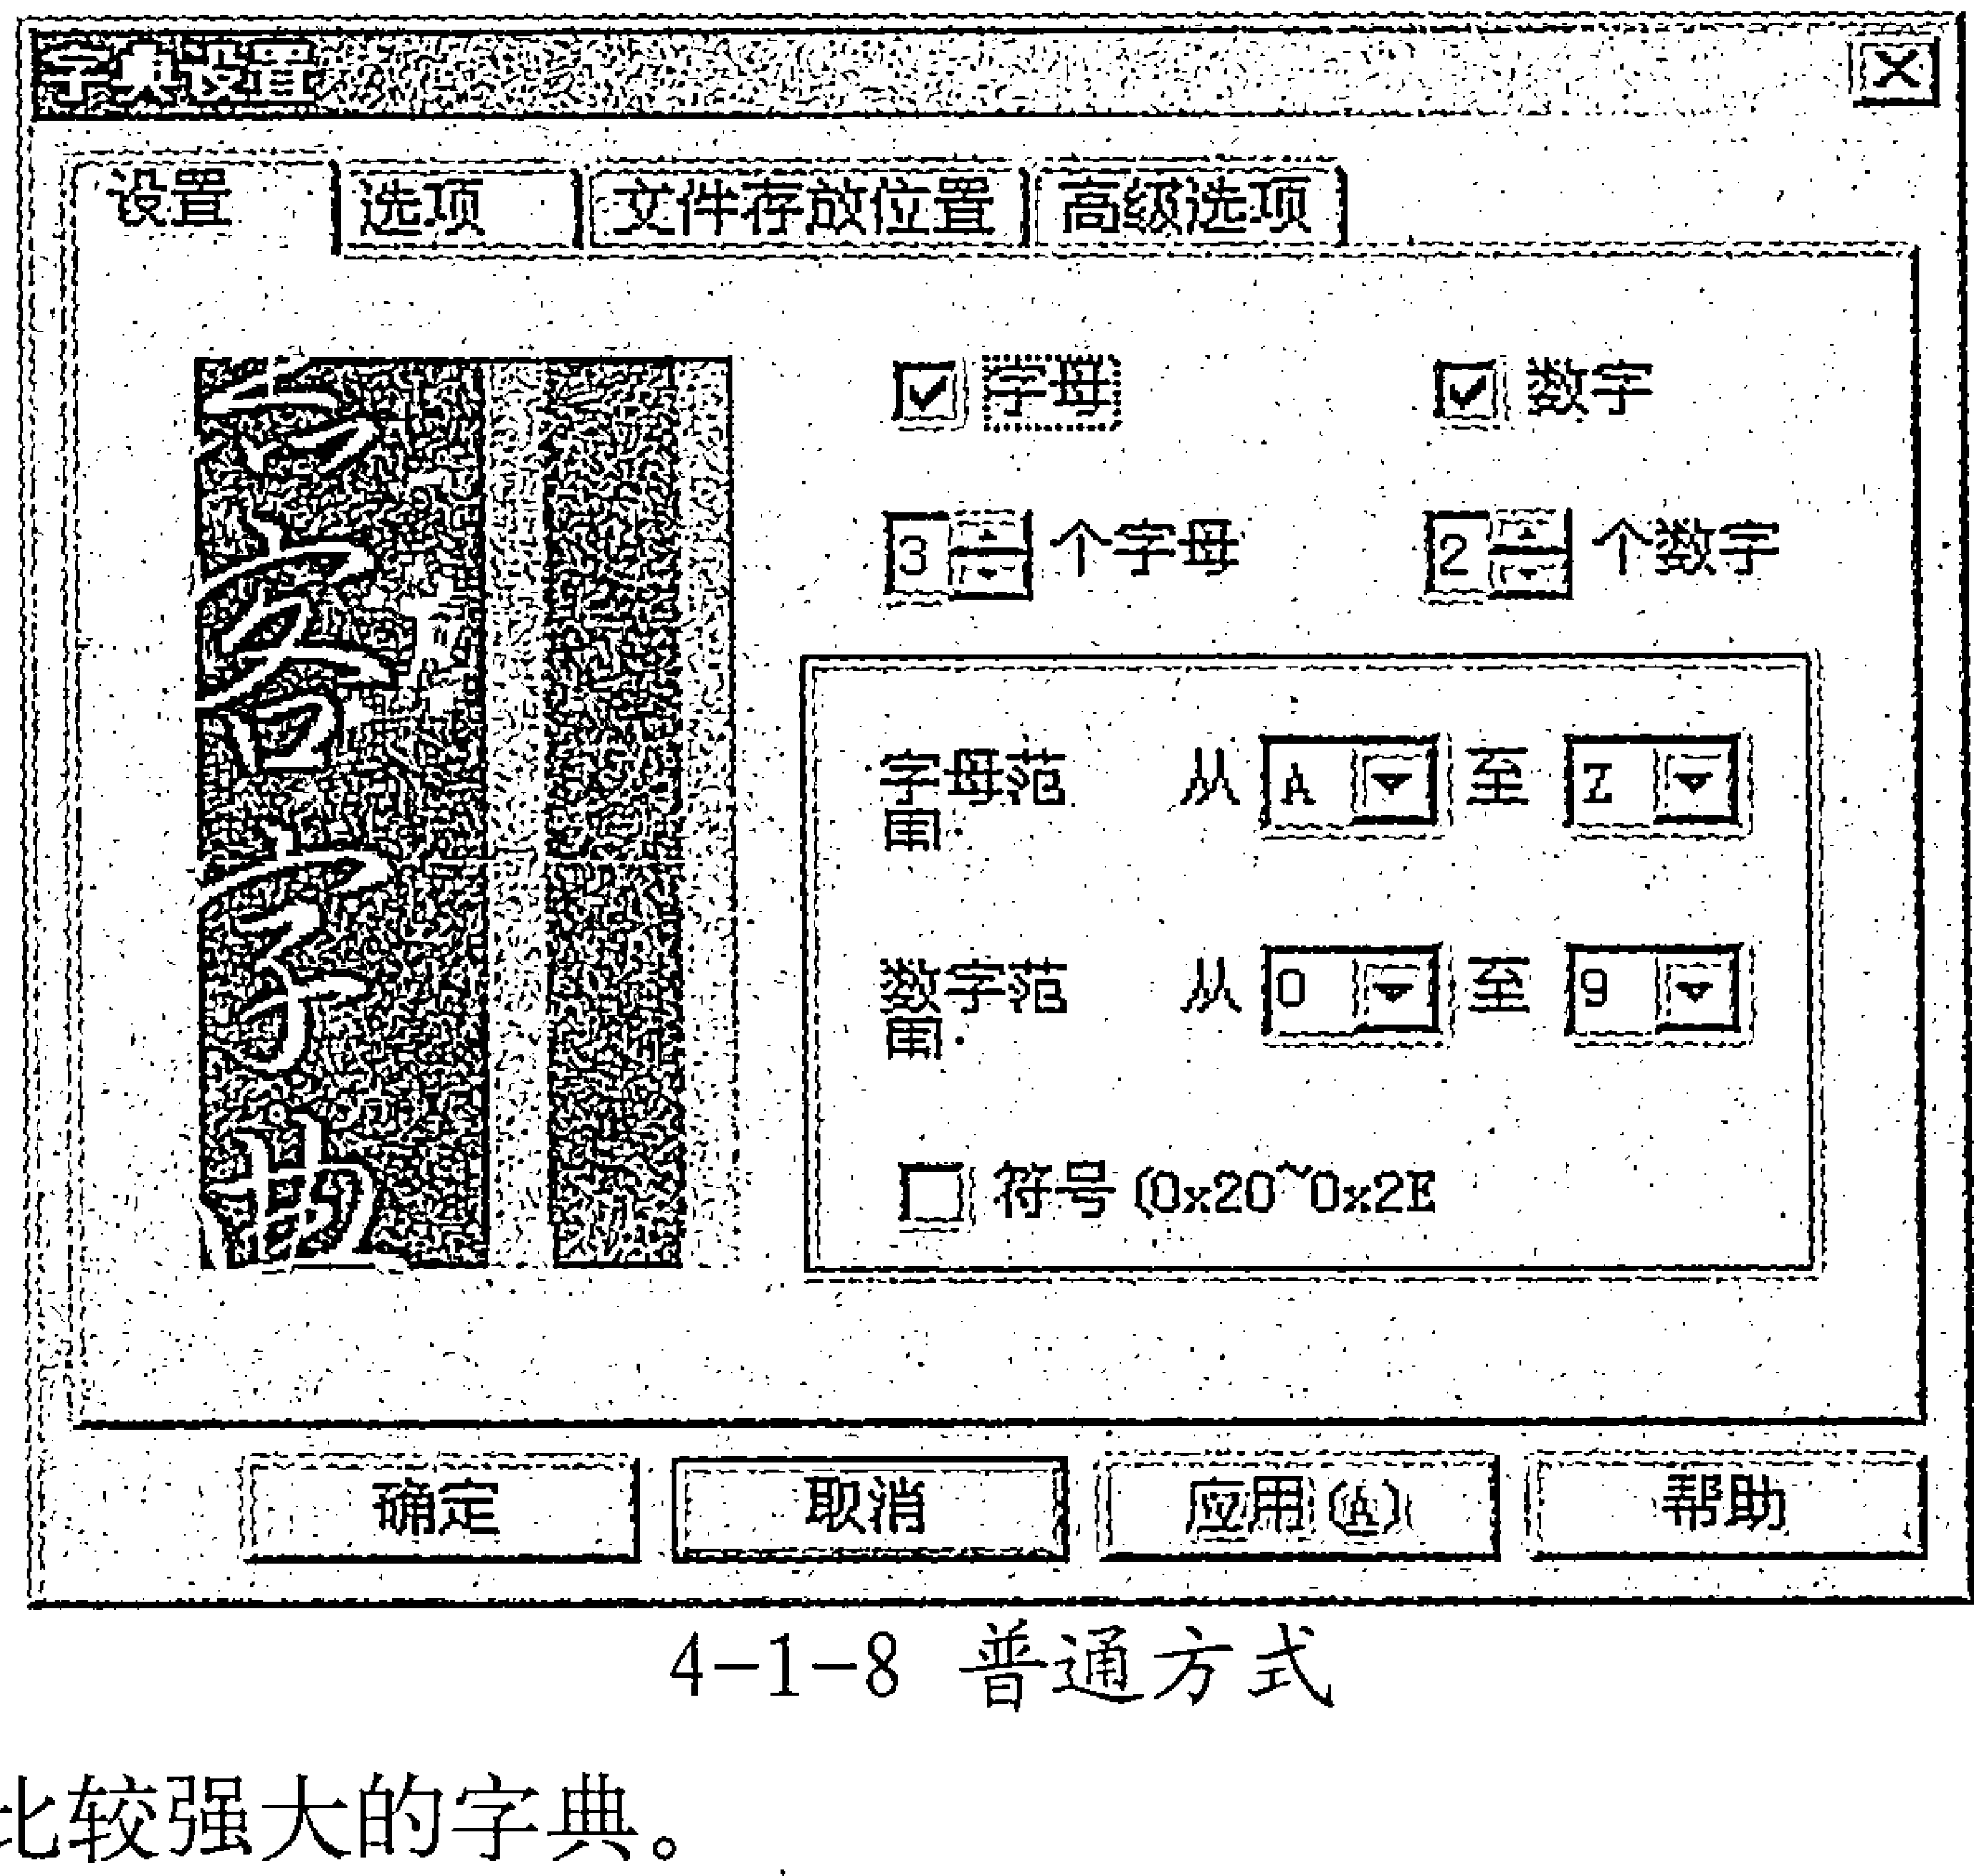 字典设置
设置 选项 文件存放位置 高级选项
字母 数字
3 个字母 2 个数字
字母范 从 A 至 Z
围:
数字范 从 0 至 9
围:
符号(0x20~0x2E
确定 取消 应用(A) 帮助
4-1-8 普通方式
比较强大的字典。